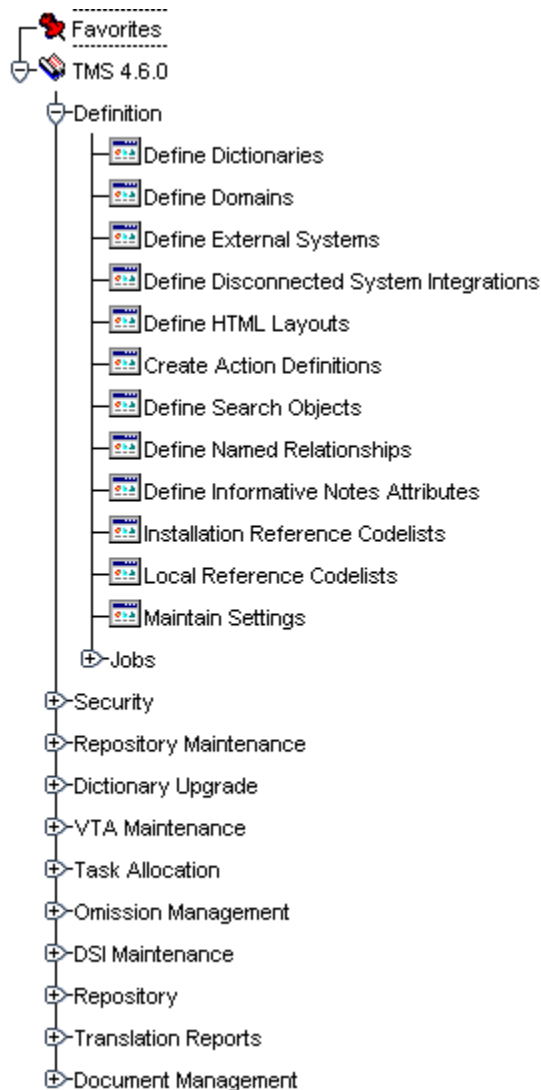 Favorites
TMS 4.6.0
Definition
Define Dictionaries
Define Domains
Define External Systems
Define Disconnected System Integrations
Define HTML Layouts
Create Action Definitions
Define Search Objects
Define Named Relationships
Define Informative Notes Attributes
Installation Reference Codelists
Local Reference Codelists
Maintain Settings
Jobs
Security
Repository Maintenance
Dictionary Upgrade
VTA Maintenance
Task Allocation
Omission Management
DSI Maintenance
Repository
Translation Reports
Document Management